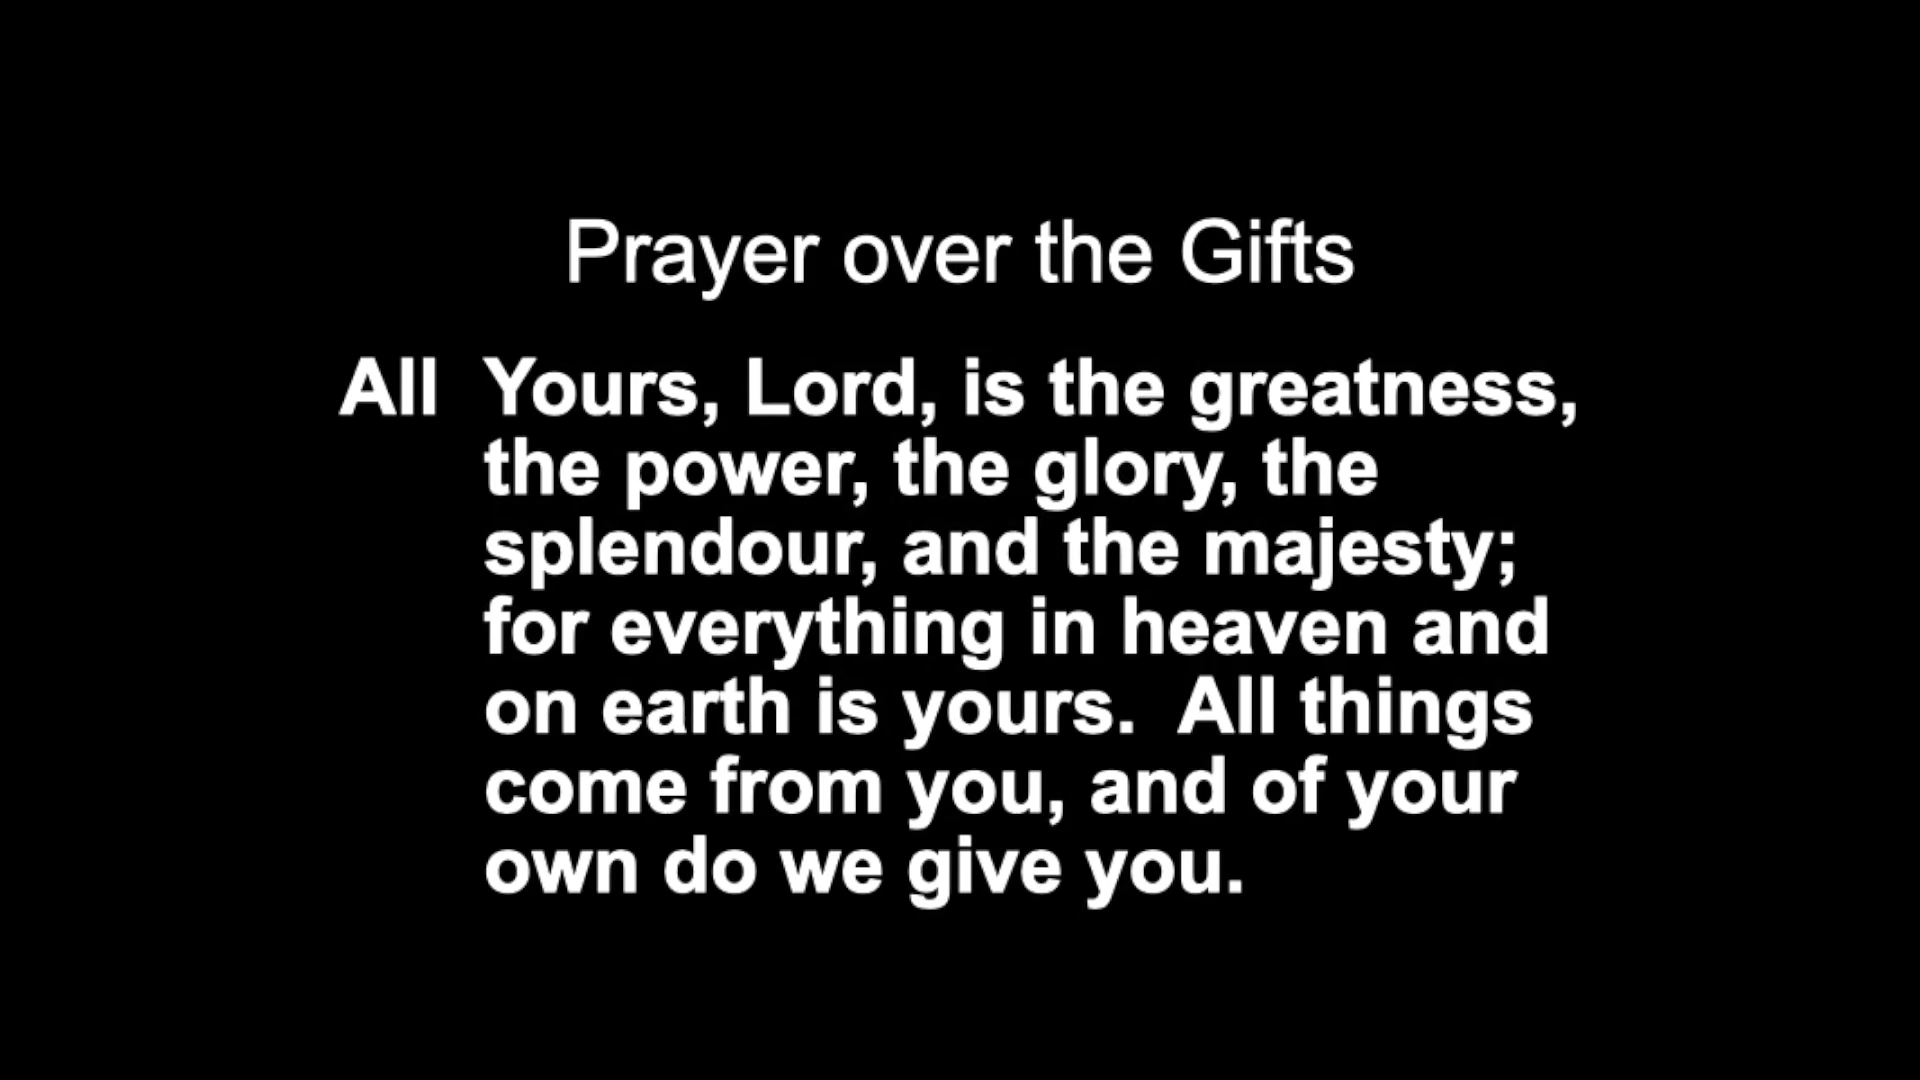 Prayer over the Gifts
All Yours, Lord, is the greatness,
the power, the glory, the
splendour, and the majesty;
for everything in heaven and
on earth is yours. All things
come from you, and of your
own do we give you.